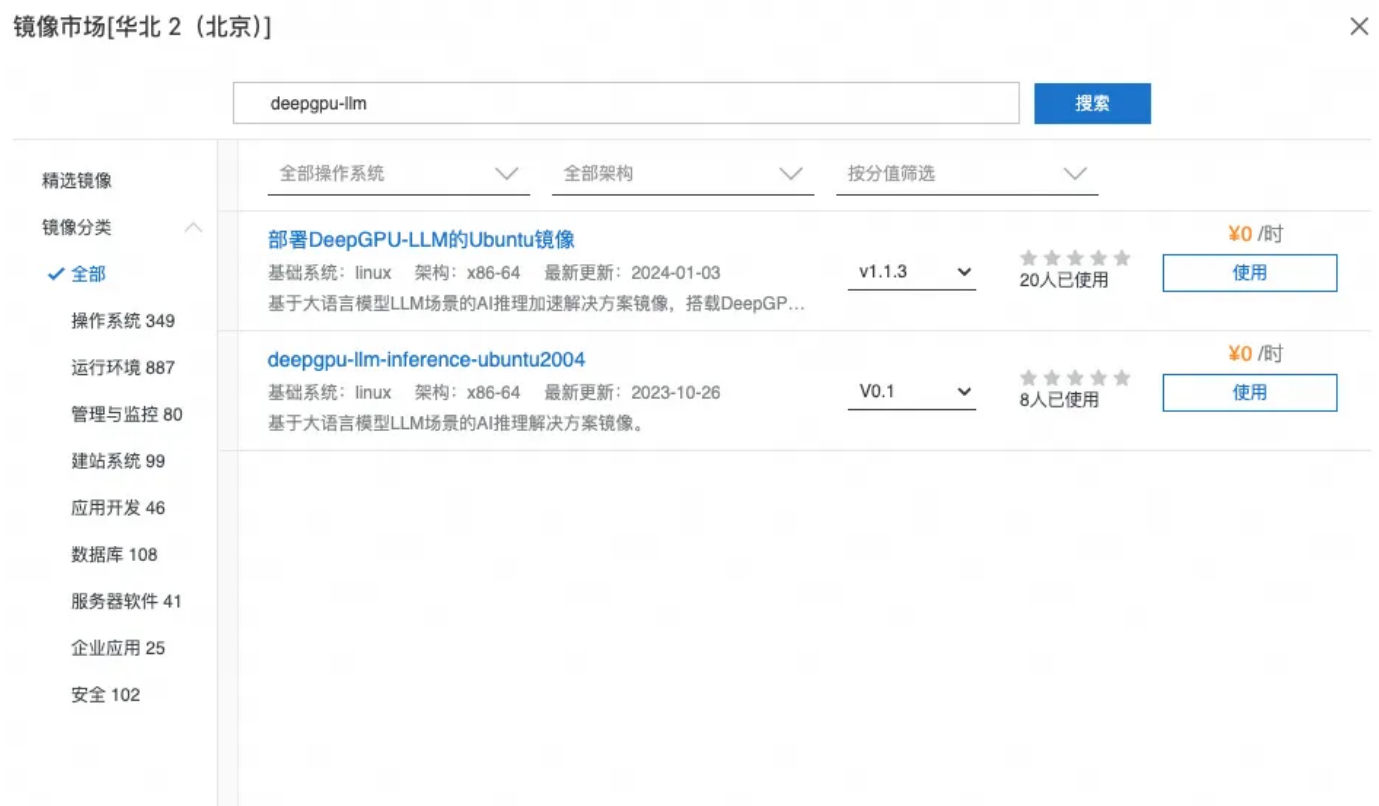 镜像市场[华北 2（北京）]
deepgpu-llm
搜索
精选镜像
镜像分类
全部
操作系统 349
运行环境 887
管理与监控 80
建站系统 99
应用开发 46
数据库 108
服务器软件 41
企业应用 25
安全 102
全部操作系统
全部架构
按分值筛选
部署DeepGPU-LLM的Ubuntu镜像
基础系统：linux 架构：x86-64 最新更新：2024-01-03
基于大语言模型LLM场景的AI推理加速解决方案镜像，搭载DeepGP...
v1.1.3
20人已使用
¥0 /时
使用
deepgpu-llm-inference-ubuntu2004
基础系统：linux 架构：x86-64 最新更新：2023-10-26
基于大语言模型LLM场景的AI推理解决方案镜像。
V0.1
8人已使用
¥0 /时
使用